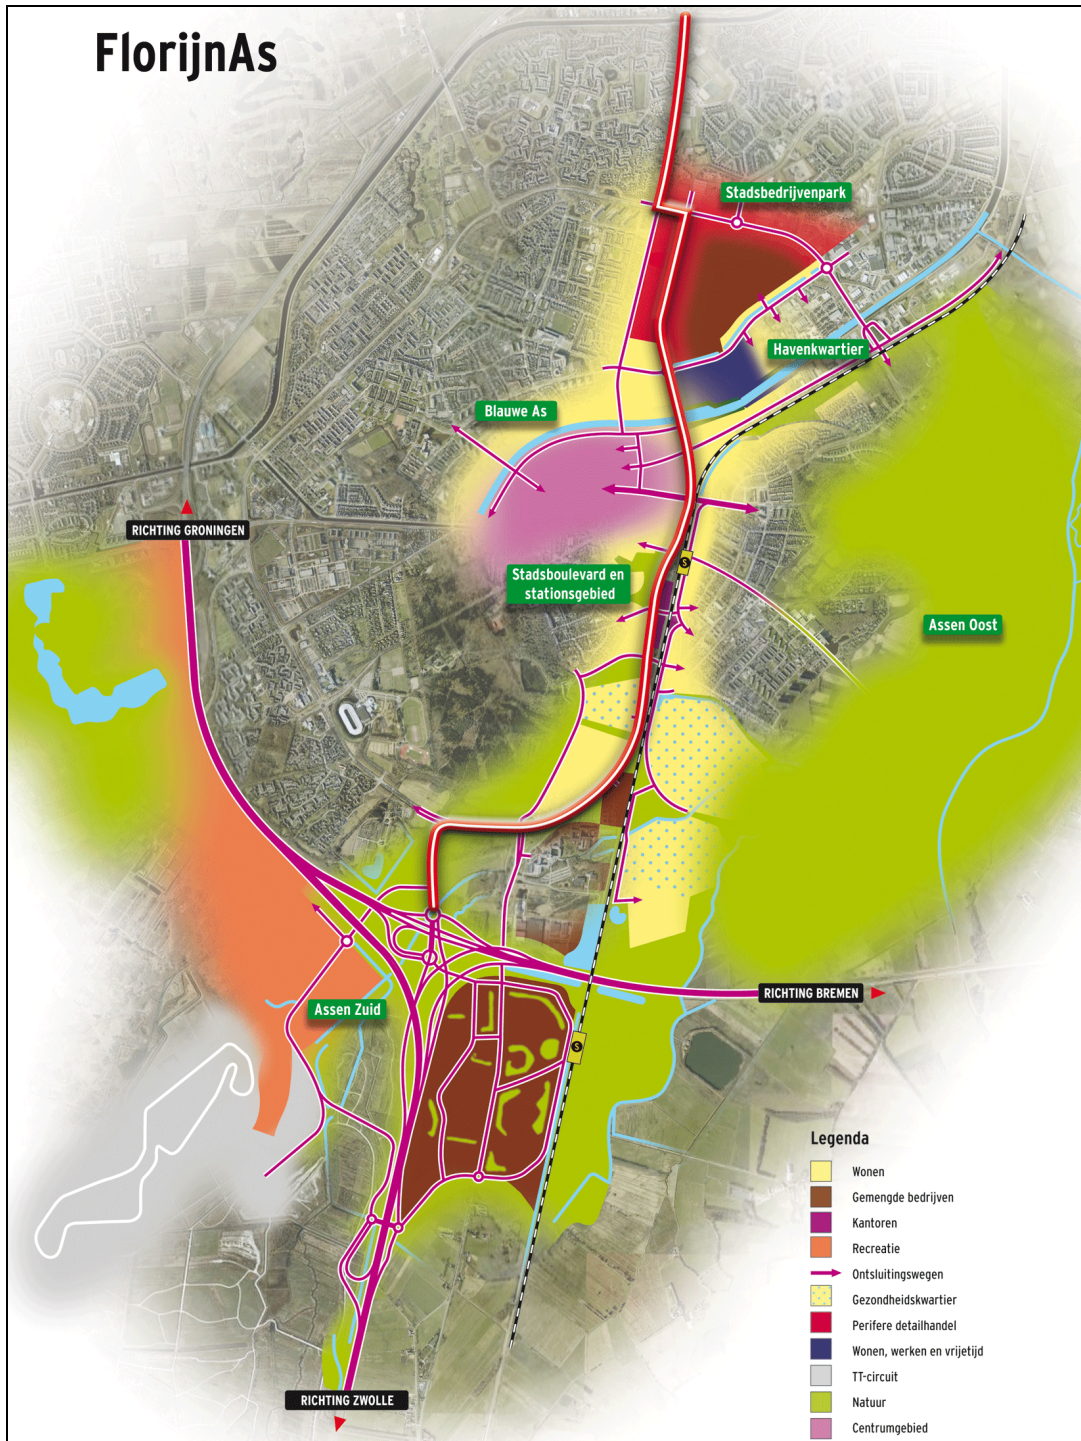 FlorijnAs
Stadsbedrijvenpark
Havenkwartier
Blauwe As
RICHTING GRONINGEN
S
Stadsboulevard en
stationsgebied
Assen Oost
RICHTING BREMEN
Assen Zuid
S
Legenda
Wonen
Gemengde bedrijven
Kantoren
Recreatie
Ontsluitingswegen
Gezondheidskwartier
Perifere detailhandel
Wonen, werken en vrijetijd
TT-circuit
Natuur
Centrumgebied
RICHTING ZWOLLE